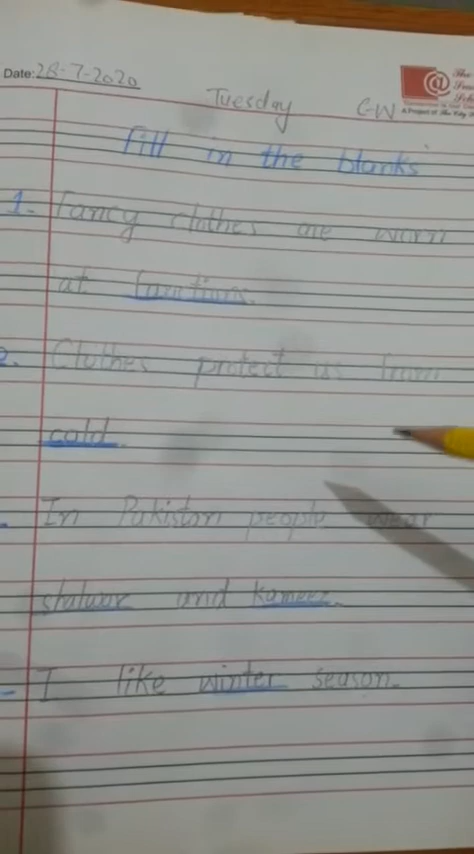 Date: 28-7-2020
Tuesday C-W
fill in the blanks
1. Fancy clothes are worn
at functions.
2. Clothes protect us from
cold.
In Pakistan people wear
shalwar and kameez.
I like winter season.